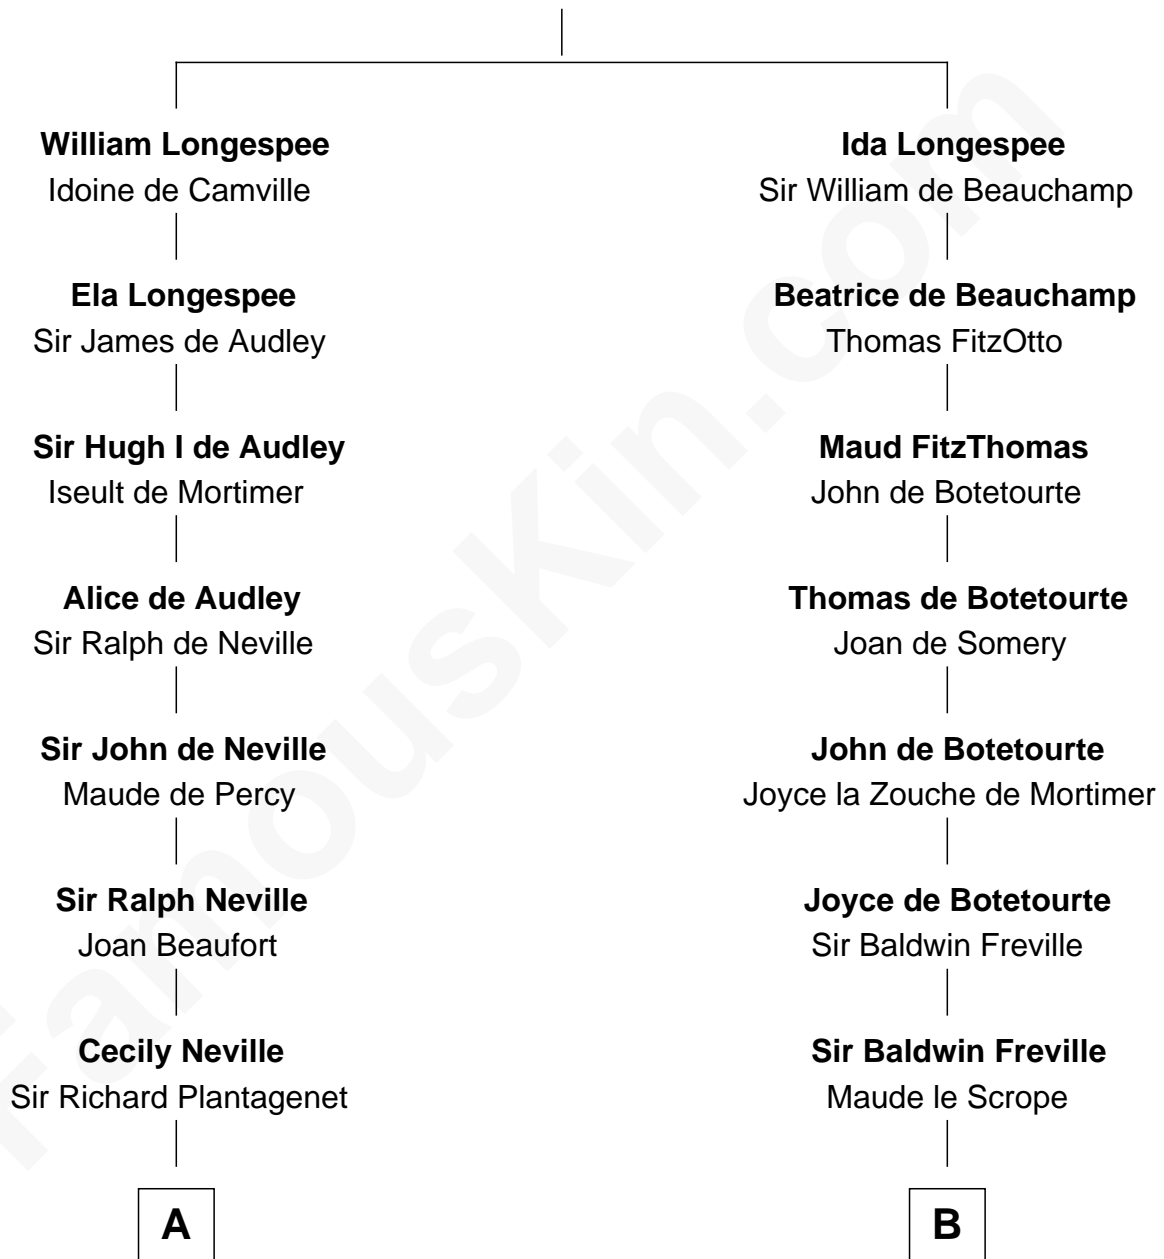 William Longespee
Idoine de Camville
Ida Longespee
Sir William de Beauchamp
Ela Longespee
Sir James de Audley
Beatrice de Beauchamp
Thomas FitzOtto
Sir Hugh I de Audley
Iseult de Mortimer
Maud FitzThomas
John de Botetourte
Alice de Audley
Sir Ralph de Neville
Thomas de Botetourte
Joan de Somery
Sir John de Neville
Maude de Percy
John de Botetourte
Joyce la Zouche de Mortimer
Sir Ralph Neville
Joan Beaufort
Joyce de Botetourte
Sir Baldwin Freville
Cecily Neville
Sir Richard Plantagenet
Sir Baldwin Freville
Maude le Scrope
A
B
FamousKin.com